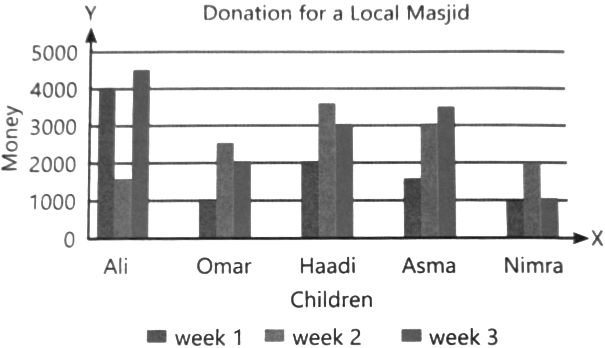 Y
Donation for a Local Masjid
5000
4000
3000
2000
1000
0
Money
X
Ali Omar Haadi Asma Nimra
Children
week 1 week 2 week 3